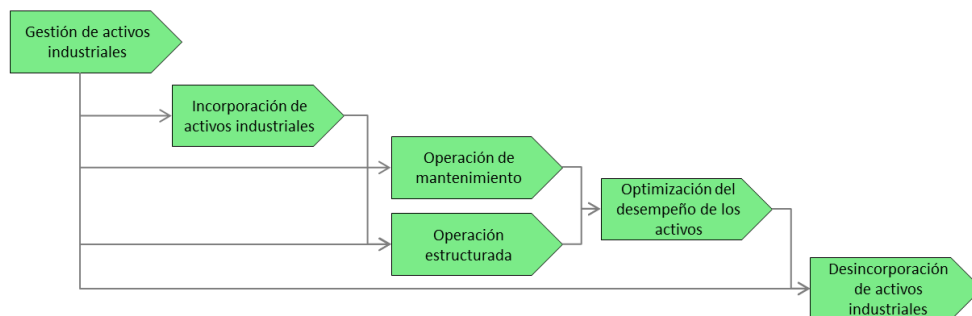 Gestión de activos
industriales
Incorporación de
activos industriales
Operación de
mantenimiento
Optimización del
desempeño de los
activos
Operación
estructurada
Desincorporación
de activos
industriales